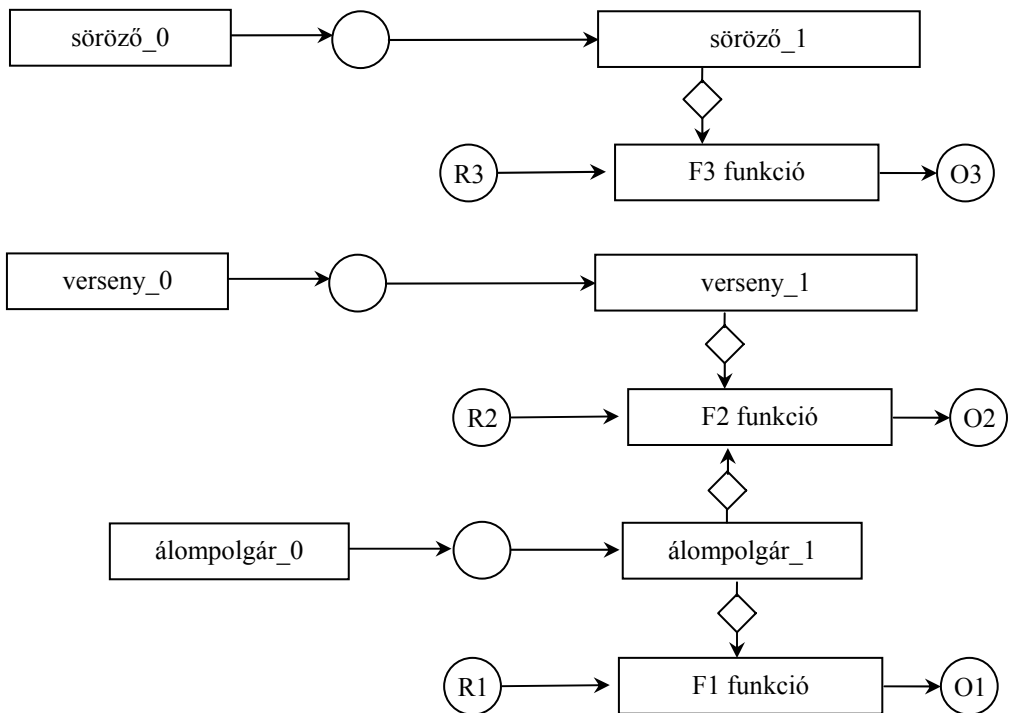 söröző_0
söröző_1
R3
F3 funkció
O3
verseny_0
verseny_1
R2
F2 funkció
O2
álompolgár_0
álompolgár_1
R1
F1 funkció
O1